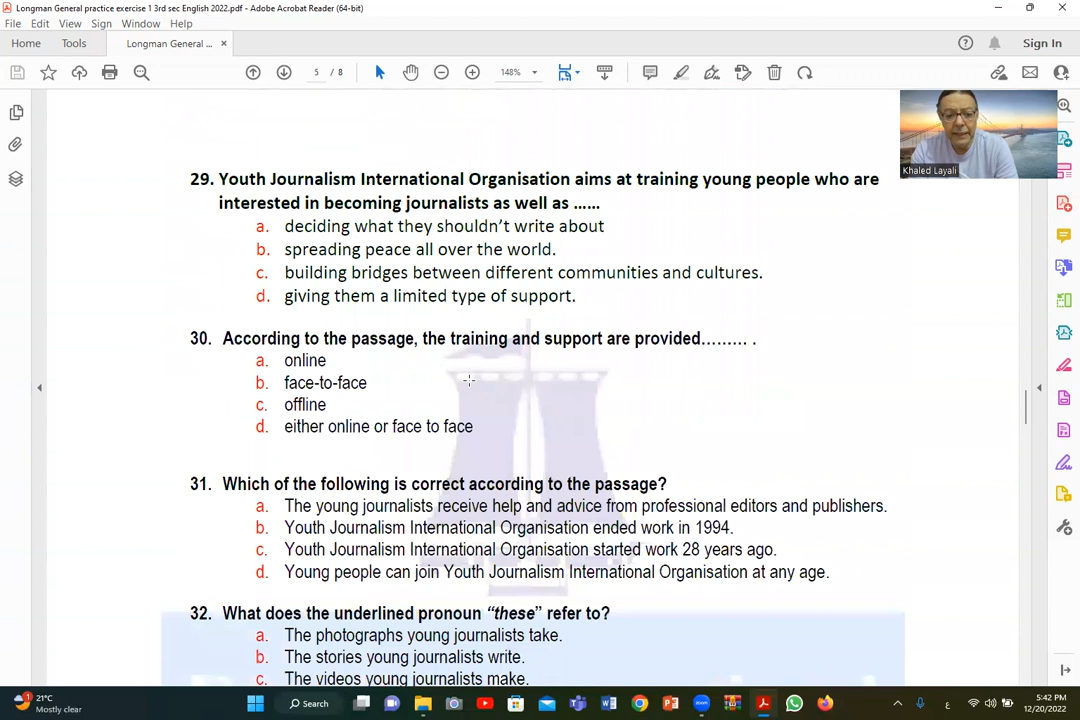 Longman General practice exercise 1 3rd sec English 2022.pdf - Adobe Acrobat Reader (64-bit)
File Edit View Sign Window Help
Home Tools Longman General ... × Sign In
5 / 8 148%
Khaled Layali
29. Youth Journalism International Organisation aims at training young people who are
interested in becoming journalists as well as ……
a. deciding what they shouldn't write about
b. spreading peace all over the world.
c. building bridges between different communities and cultures.
d. giving them a limited type of support.
30. According to the passage, the training and support are provided……… .
a. online
b. face-to-face
c. offline
d. either online or face to face
31. Which of the following is correct according to the passage?
a. The young journalists receive help and advice from professional editors and publishers.
b. Youth Journalism International Organisation ended work in 1994.
c. Youth Journalism International Organisation started work 28 years ago.
d. Young people can join Youth Journalism International Organisation at any age.
32. What does the underlined pronoun “these” refer to?
a. The photographs young journalists take.
b. The stories young journalists write.
c. The videos young journalists make.
1
21°C
Mostly clear
Search
ع
5:42 PM
12/20/2022